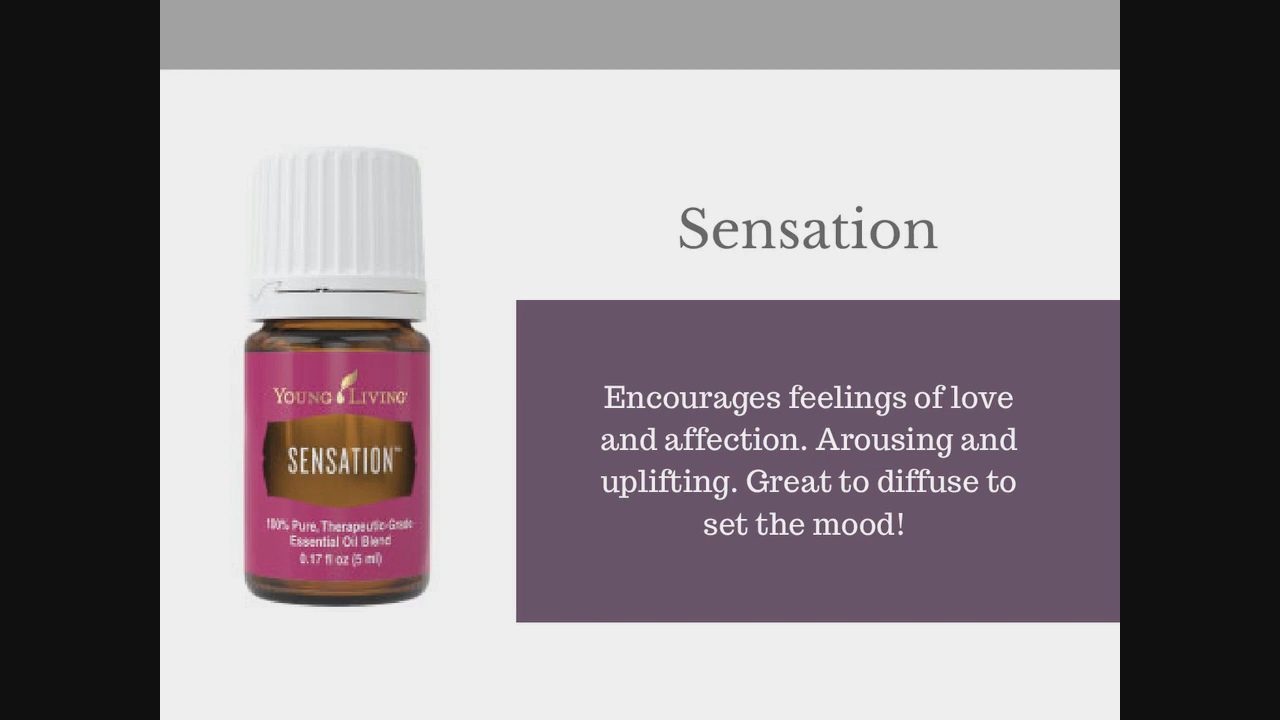 Sensation
Encourages feelings of love
and affection. Arousing and
uplifting. Great to diffuse to
set the mood!
YOUNG LIVING
SENSATION™
100% Pure, Therapeutic-Grade
Essential Oil Blend
0.17 fl oz (5 ml)